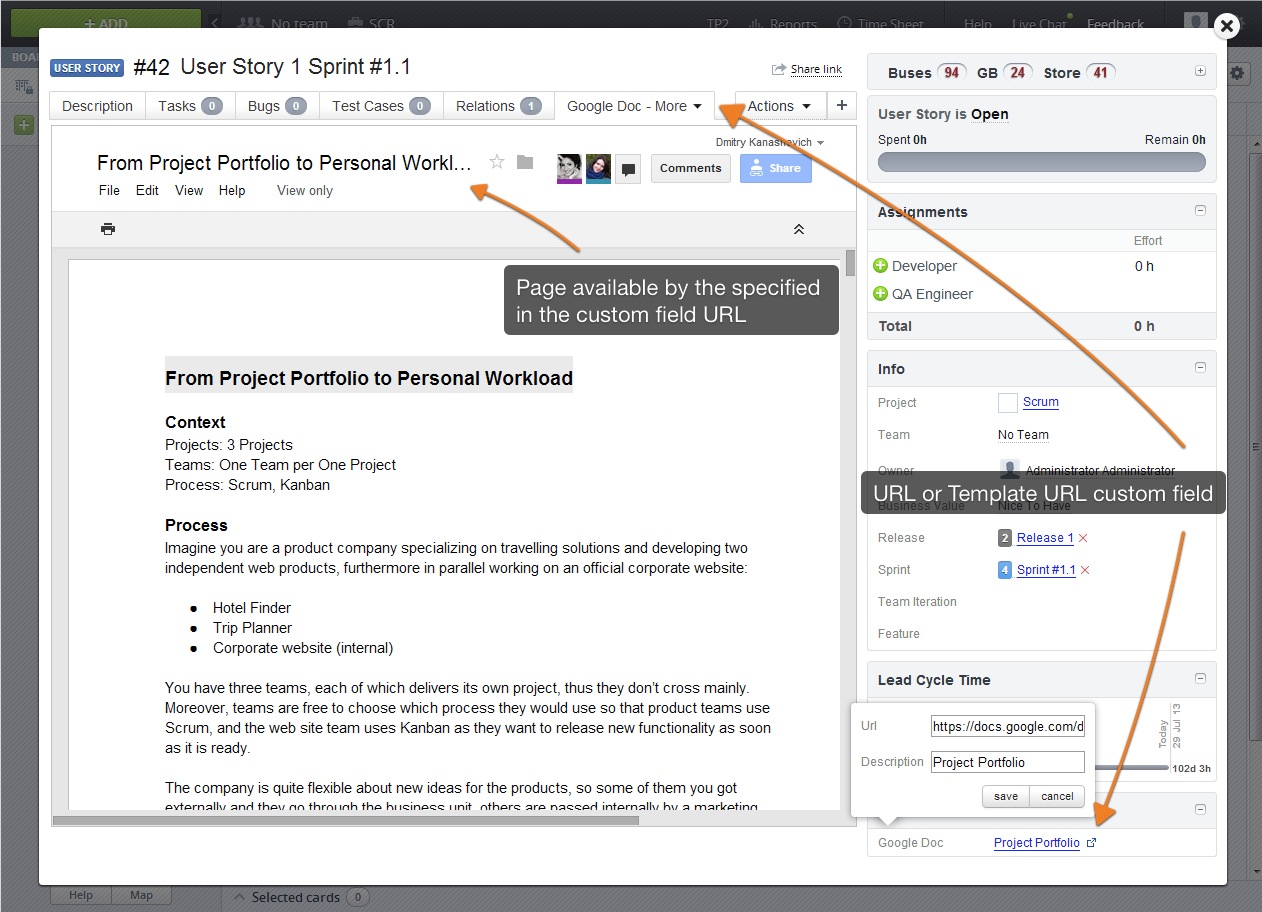 + ADD
No team
SCR
TP2
Reports
Time Sheet
Help
Live Chat
Feedback
BOA
USER STORY #42 User Story 1 Sprint #1.1
Share link
Description
Tasks 0
Bugs 0
Test Cases 0
Relations 1
Google Doc - More
Actions
+
Dmitry Kanashevich
From Project Portfolio to Personal Workl...
Comments
Share
File Edit View Help View only
Page available by the specified
in the custom field URL
From Project Portfolio to Personal Workload
Context
Projects: 3 Projects
Teams: One Team per One Project
Process: Scrum, Kanban
Process
Imagine you are a product company specializing on travelling solutions and developing two
independent web products, furthermore in parallel working on an official corporate website:
● Hotel Finder
● Trip Planner
● Corporate website (internal)
You have three teams, each of which delivers its own project, thus they don't cross mainly.
Moreover, teams are free to choose which process they would use so that product teams use
Scrum, and the web site team uses Kanban as they want to release new functionality as soon
as it is ready.
The company is quite flexible about new ideas for the products, so some of them you got
externally and they go through the business unit, others are passed internally by a marketing
Buses 94 GB 24 Store 41
User Story is Open
Spent 0h Remain 0h
Assignments
Effort
Developer 0 h
QA Engineer
Total 0 h
Info
Project Scrum
Team No Team
Owner Administrator Administrator
URL or Template URL custom field
Business Value Nice To Have
Release 2 Release 1
Sprint 4 Sprint #1.1
Team Iteration
Feature
Lead Cycle Time
Today
29 Jul 13
102d 3h
Url https://docs.google.com/d
Description Project Portfolio
save cancel
Google Doc Project Portfolio
Help
Map
Selected cards 0